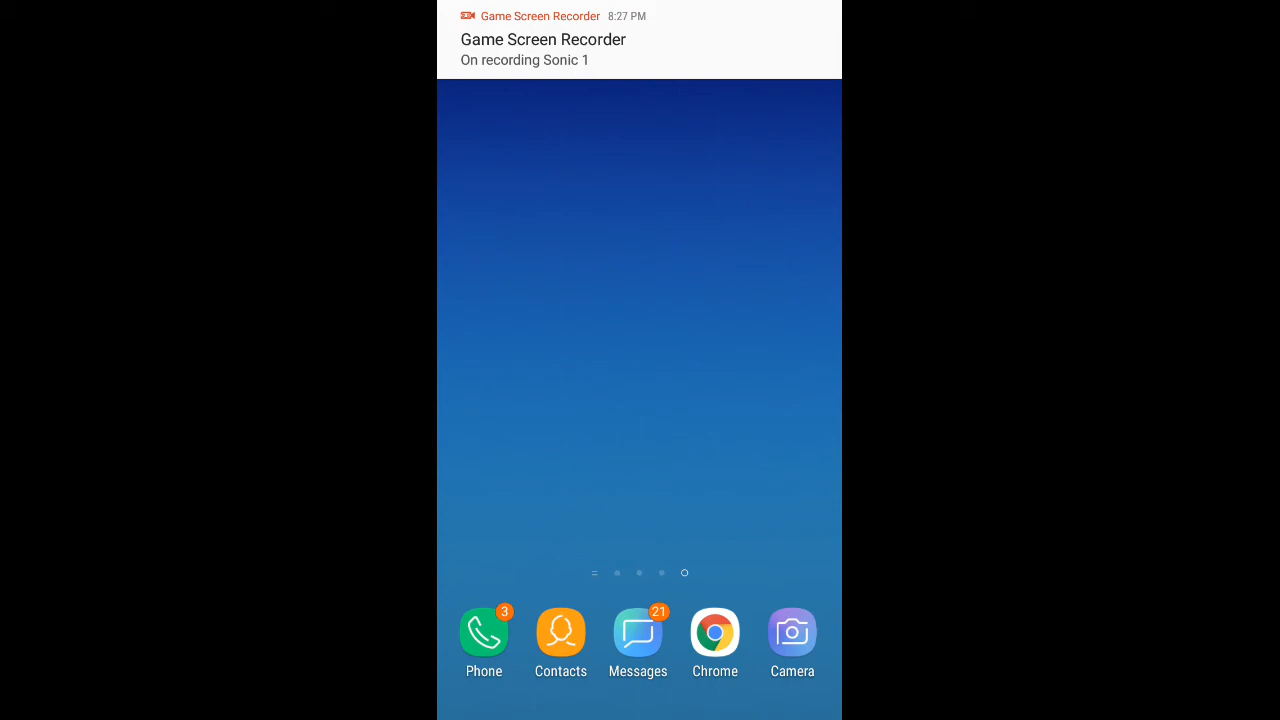 Game Screen Recorder 8:27 PM
Game Screen Recorder
On recording Sonic 1
3
21
Phone Contacts Messages Chrome Camera